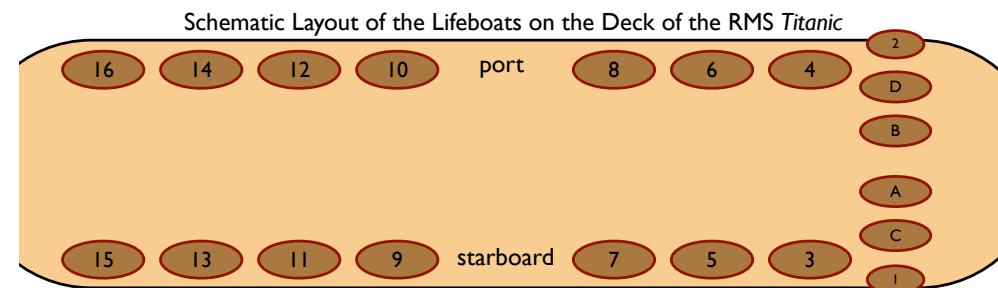 Schematic Layout of the Lifeboats on the Deck of the RMS Titanic
2
16 14 12 10 port 8 6 4
D
B
A
C
15 13 11 9 starboard 7 5 3
1